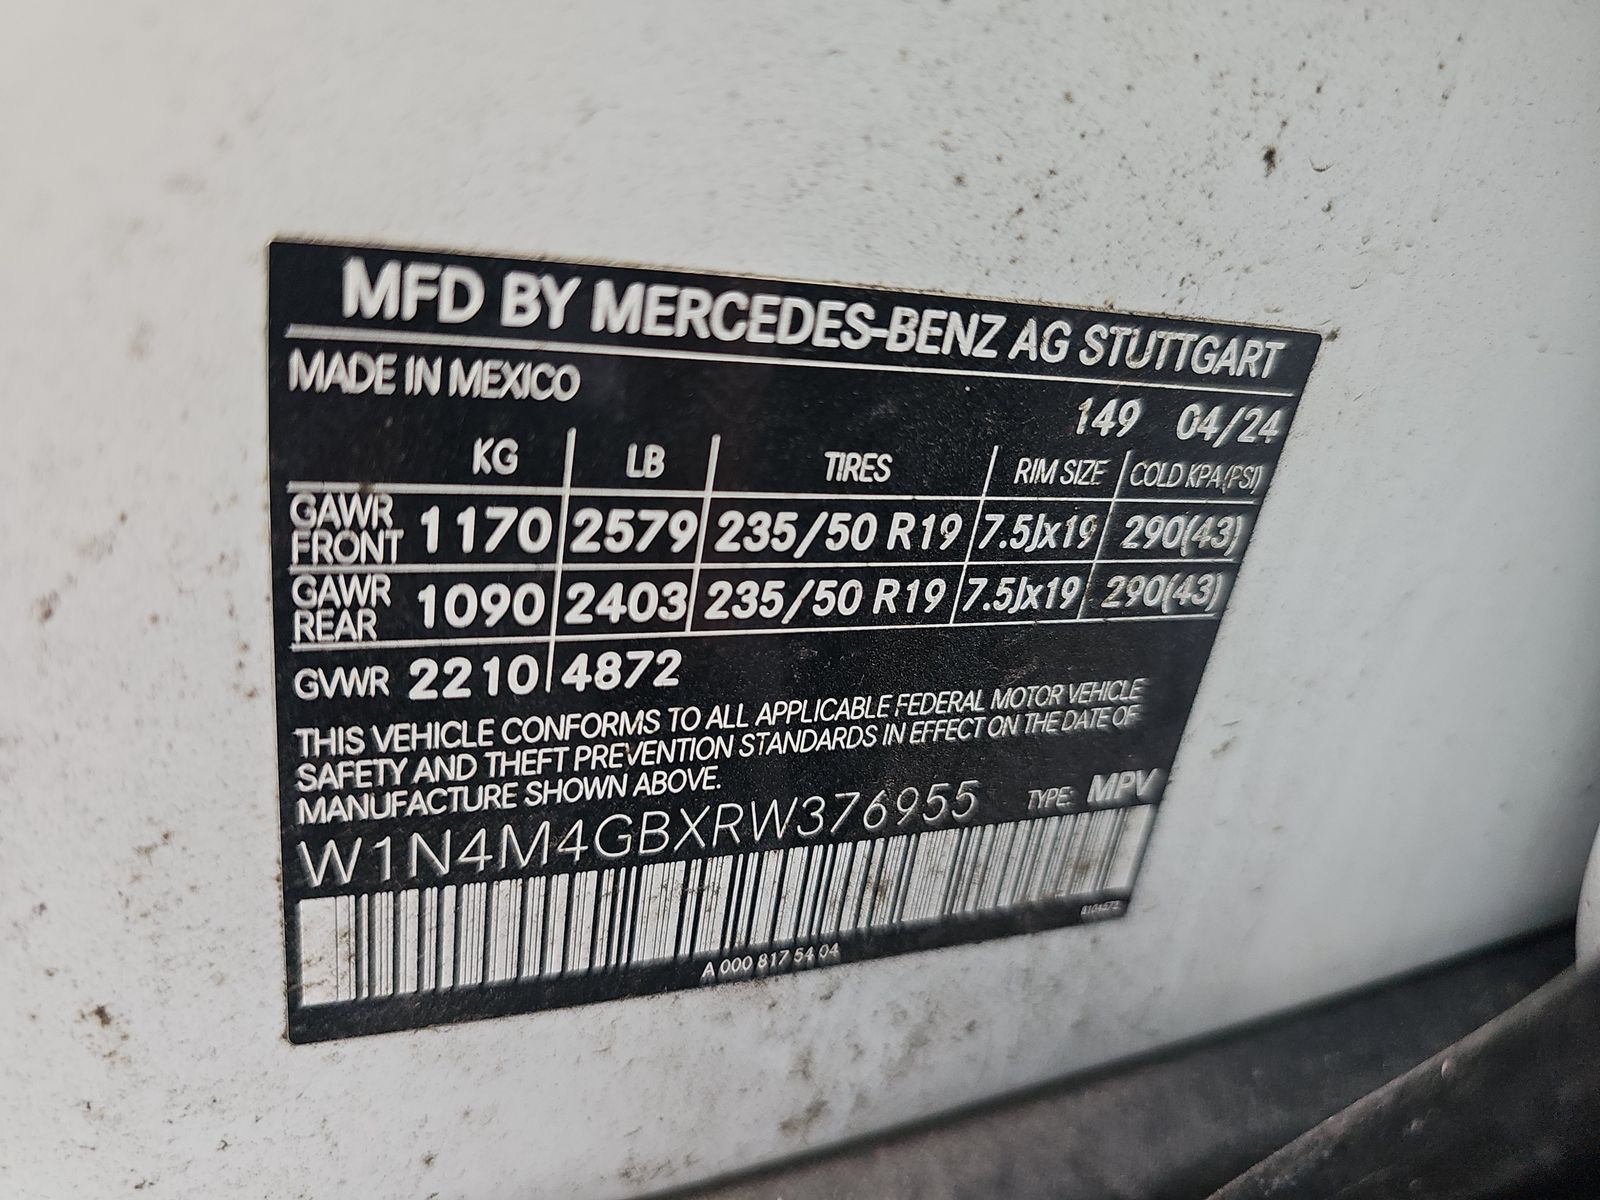 MFD BY MERCEDES-BENZ AG STUTTGART
MADE IN MEXICO
149 04/24
KG LB TIRES RIM SIZE COLD KPA(PSI)
GAWR FRONT 1170 2579 235/50 R19 7.5Jx19 290(43)
GAWR REAR 1090 2403 235/50 R19 7.5Jx19 290(43)
GVWR 2210 4872
THIS VEHICLE CONFORMS TO ALL APPLICABLE FEDERAL MOTOR VEHICLE
SAFETY AND THEFT PREVENTION STANDARDS IN EFFECT ON THE DATE OF
MANUFACTURE SHOWN ABOVE.
W1N4M4GBXRW376955 TYPE: MPV
A 000 817 54 04